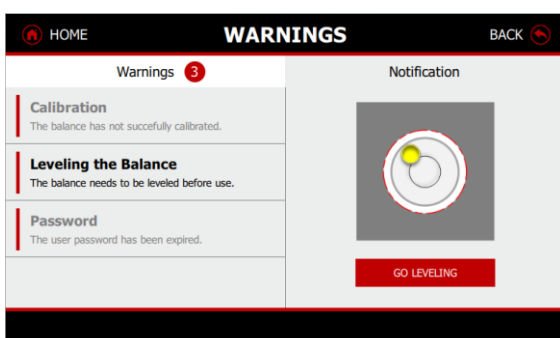 HOME
WARNINGS
BACK
Warnings 3
Notification
Calibration
The balance has not succefully calibrated.
Leveling the Balance
The balance needs to be leveled before use.
Password
The user password has been expired.
GO LEVELING